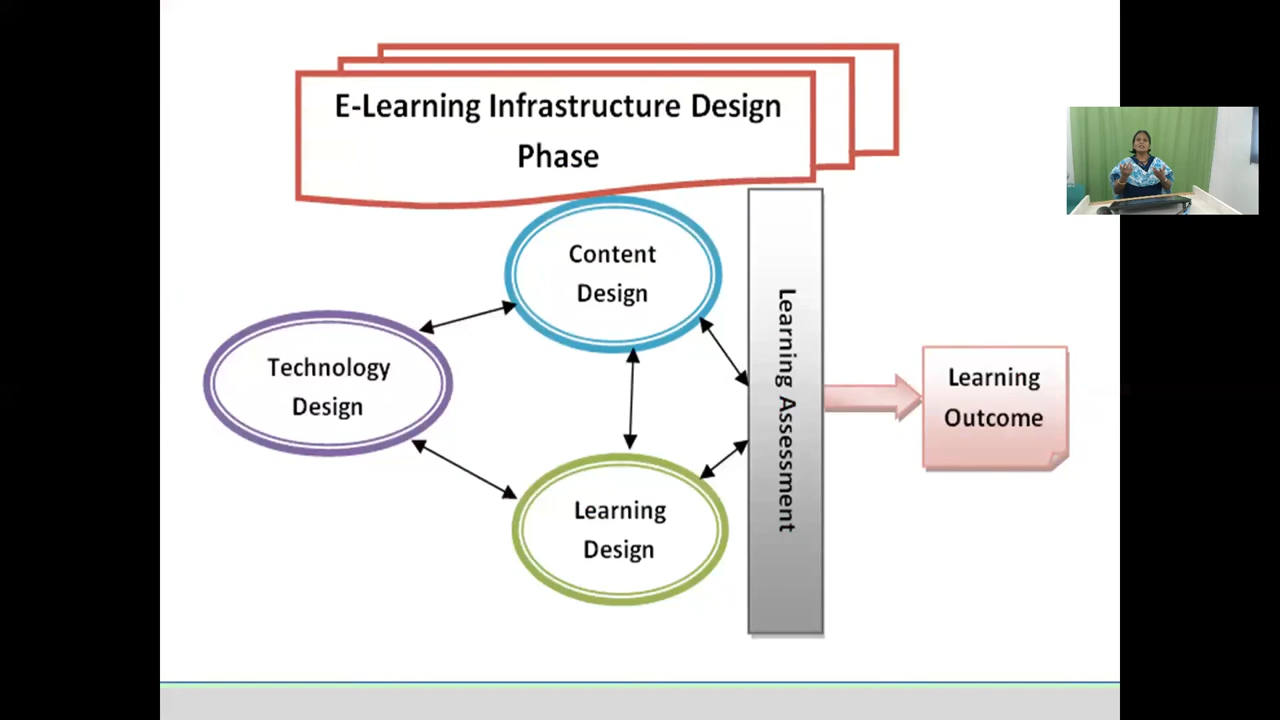 E-Learning Infrastructure Design
Phase
Content
Design
Technology
Design
Learning
Design
Learning Assessment
Learning
Outcome